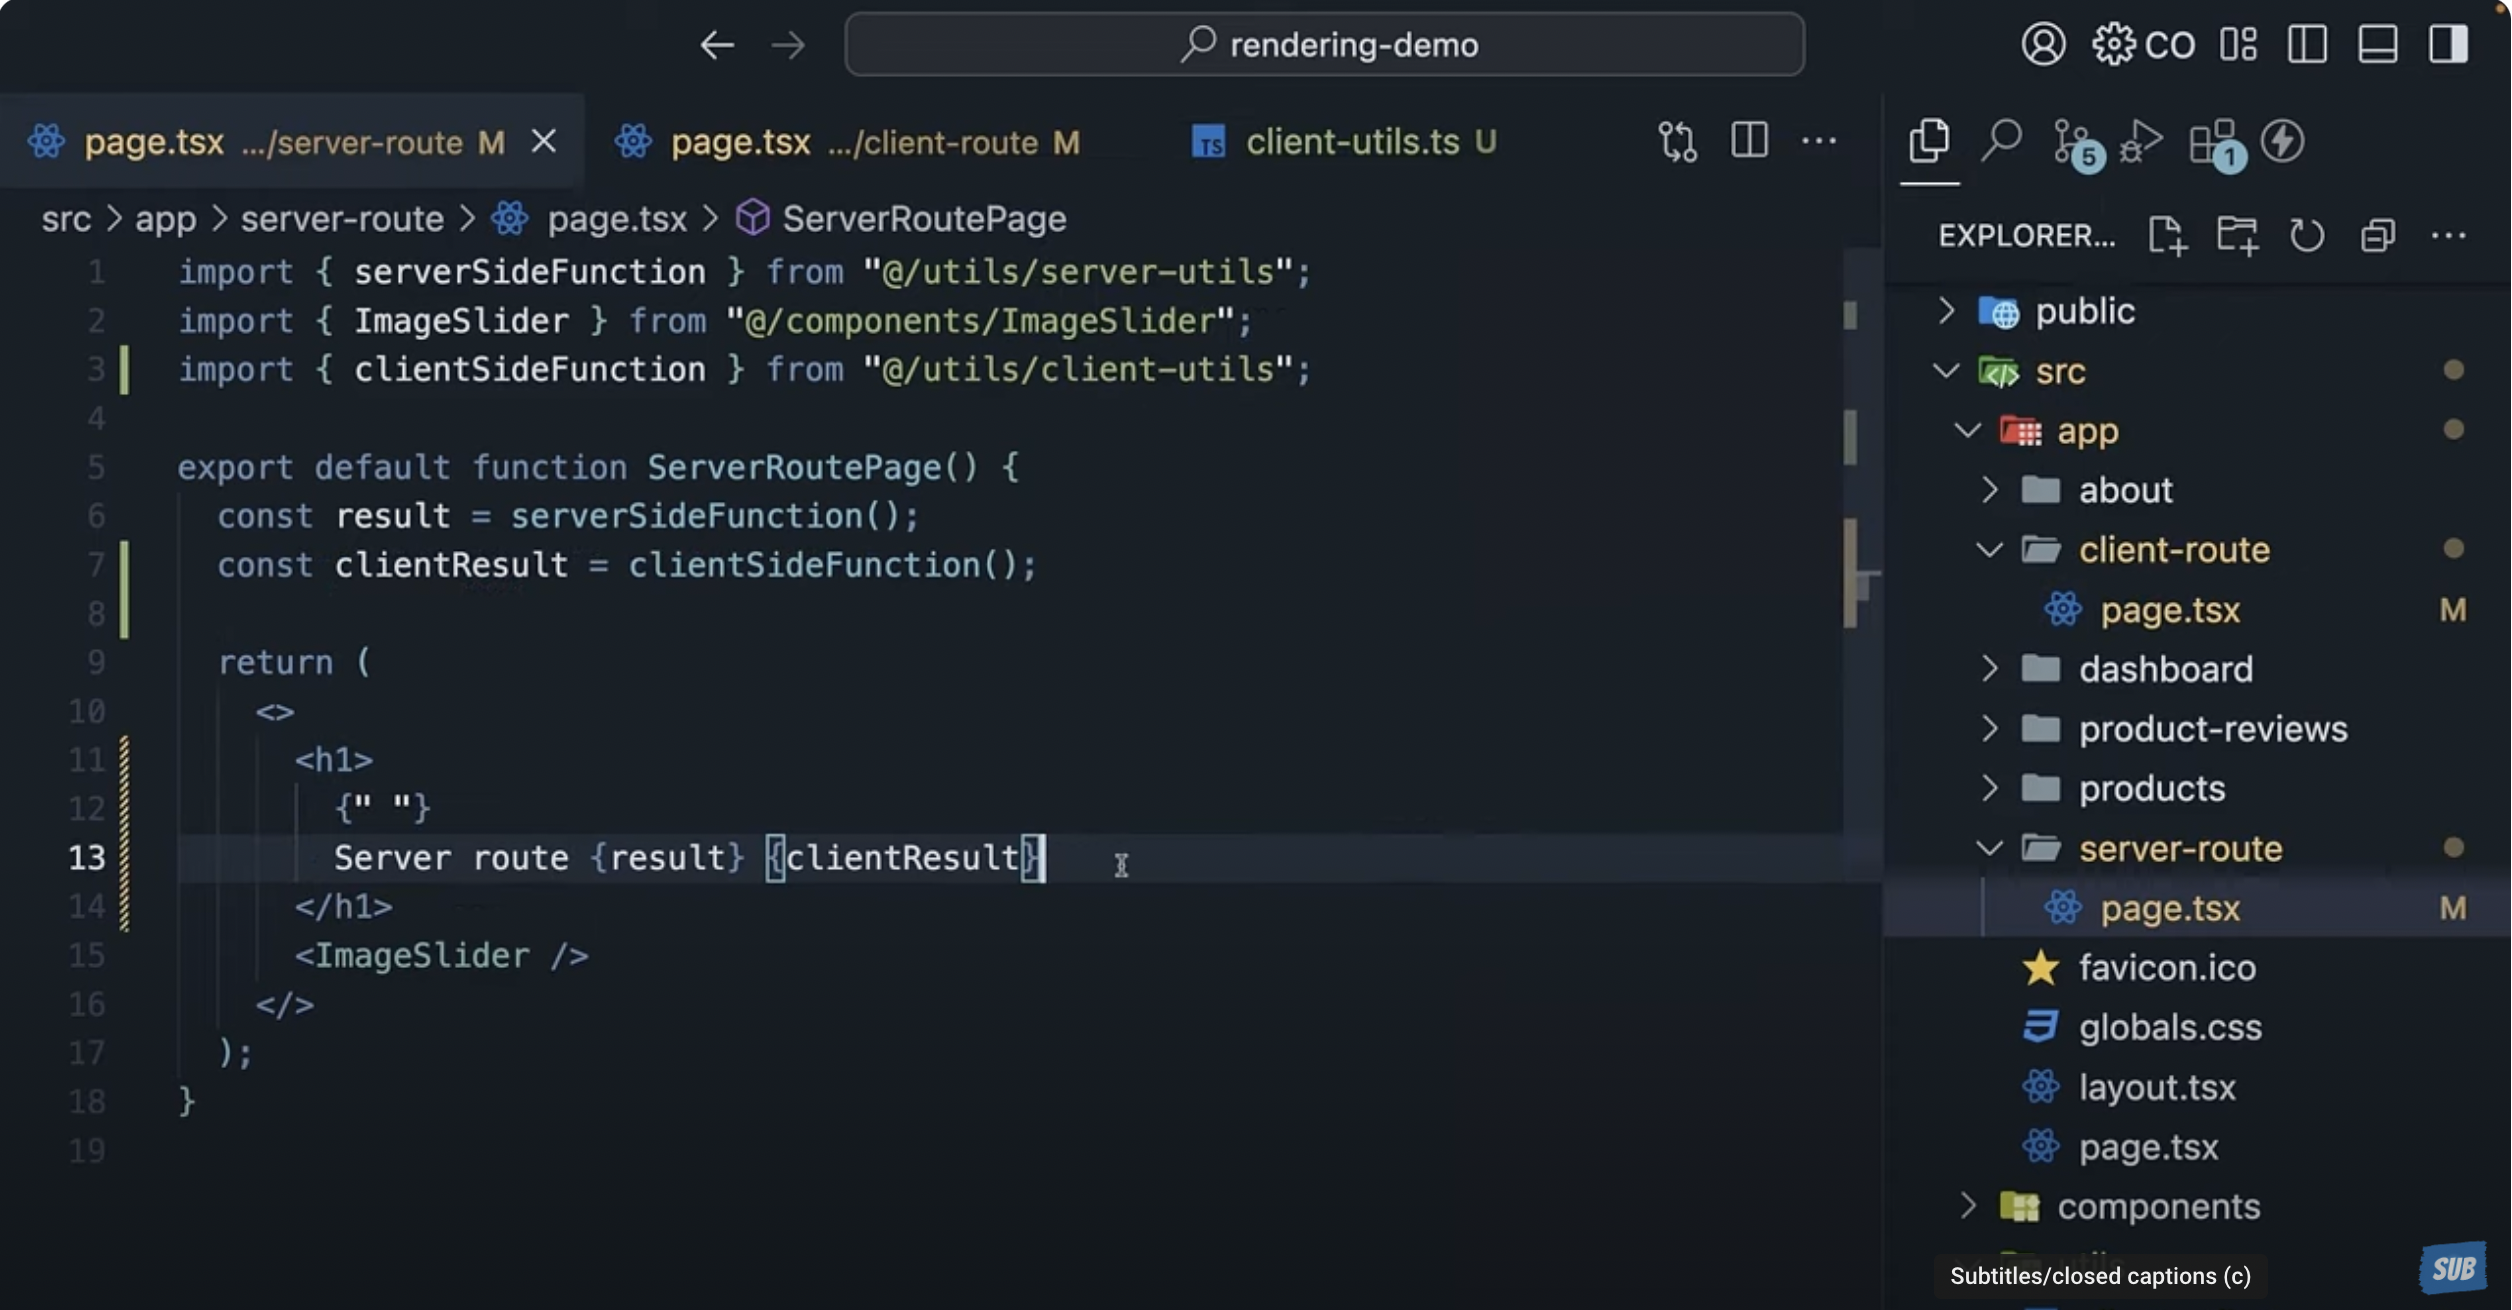 rendering-demo
CO
page.tsx .../server-route M
page.tsx .../client-route M
TS client-utils.ts U
5
1
src > app > server-route > page.tsx > ServerRoutePage
1 import { serverSideFunction } from "@/utils/server-utils";
2 import { ImageSlider } from "@/components/ImageSlider";
3 import { clientSideFunction } from "@/utils/client-utils";
4
5 export default function ServerRoutePage() {
6 const result = serverSideFunction();
7 const clientResult = clientSideFunction();
8
9 return (
10 <>
11 <h1>
12 {" "}
13 Server route {result} {clientResult}
14 </h1>
15 <ImageSlider />
16 </>
17 );
18 }
19
EXPLORER...
public
src
app
about
client-route
page.tsx M
dashboard
product-reviews
products
server-route
page.tsx M
favicon.ico
globals.css
layout.tsx
page.tsx
components
Subtitles/closed captions (c)
SUB